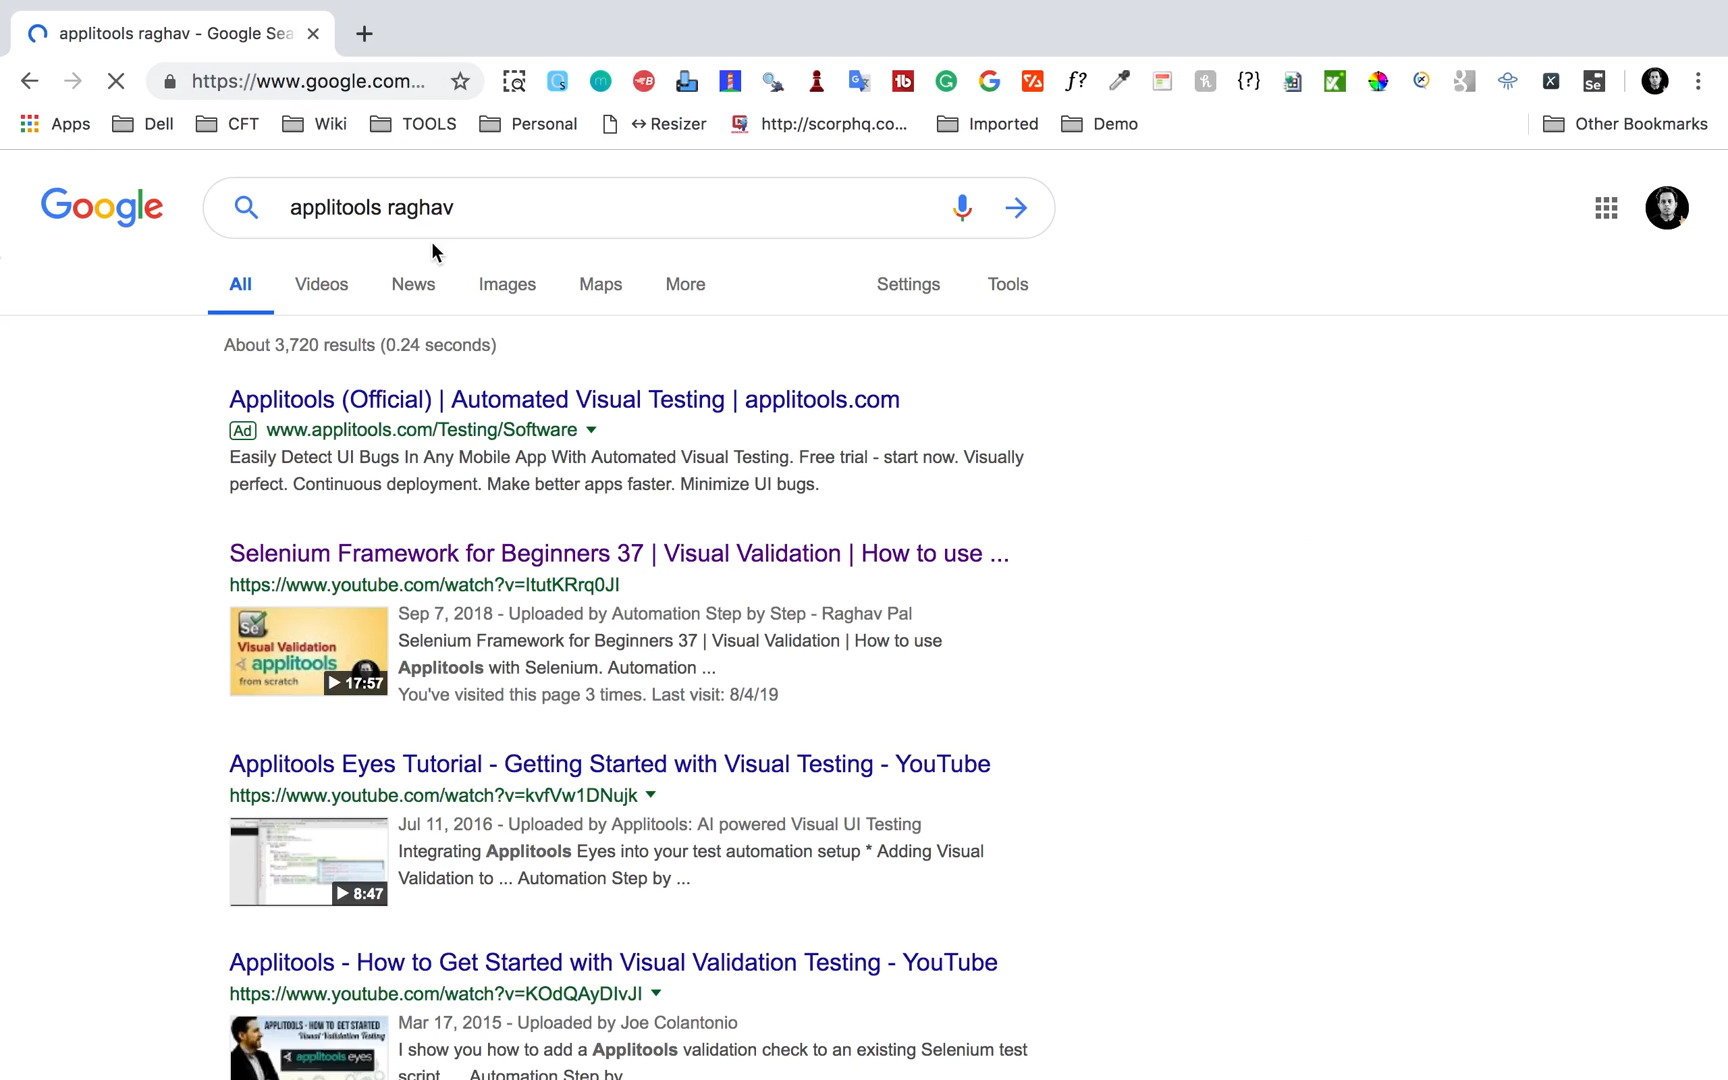 applitools raghav - Google Sea
https://www.google.com...
Apps Dell CFT Wiki TOOLS Personal ↔Resizer http://scorphq.co... Imported Demo Other Bookmarks
Google
applitools raghav
All Videos News Images Maps More Settings Tools
About 3,720 results (0.24 seconds)
Applitools (Official) | Automated Visual Testing | applitools.com
Ad www.applitools.com/Testing/Software
Easily Detect UI Bugs In Any Mobile App With Automated Visual Testing. Free trial - start now. Visually
perfect. Continuous deployment. Make better apps faster. Minimize UI bugs.
Selenium Framework for Beginners 37 | Visual Validation | How to use ...
https://www.youtube.com/watch?v=ItutKRrq0JI
Se
Visual Validation
applitools
from scratch
17:57
Sep 7, 2018 - Uploaded by Automation Step by Step - Raghav Pal
Selenium Framework for Beginners 37 | Visual Validation | How to use
Applitools with Selenium. Automation ...
You've visited this page 3 times. Last visit: 8/4/19
Applitools Eyes Tutorial - Getting Started with Visual Testing - YouTube
https://www.youtube.com/watch?v=kvfVw1DNujk
8:47
Jul 11, 2016 - Uploaded by Applitools: AI powered Visual UI Testing
Integrating Applitools Eyes into your test automation setup * Adding Visual
Validation to ... Automation Step by ...
Applitools - How to Get Started with Visual Validation Testing - YouTube
https://www.youtube.com/watch?v=KOdQAyDIvJI
APPLITOOLS - HOW TO GET STARTED
Visual Validation Testing
applitools eyes
Mar 17, 2015 - Uploaded by Joe Colantonio
I show you how to add a Applitools validation check to an existing Selenium test
script. ... Automation Step by